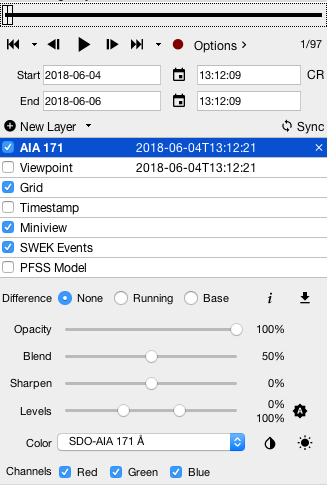 Options > 1/97
Start 2018-06-04 13:12:09 CR
End 2018-06-06 13:12:09
New Layer Sync
AIA 171 2018-06-04T13:12:21 ×
Viewpoint 2018-06-04T13:12:21
Grid
Timestamp
Miniview
SWEK Events
PFSS Model
Difference None Running Base i
Opacity 100%
Blend 50%
Sharpen 0%
Levels 0%
100%
A
Color SDO-AIA 171 Å
Channels Red Green Blue